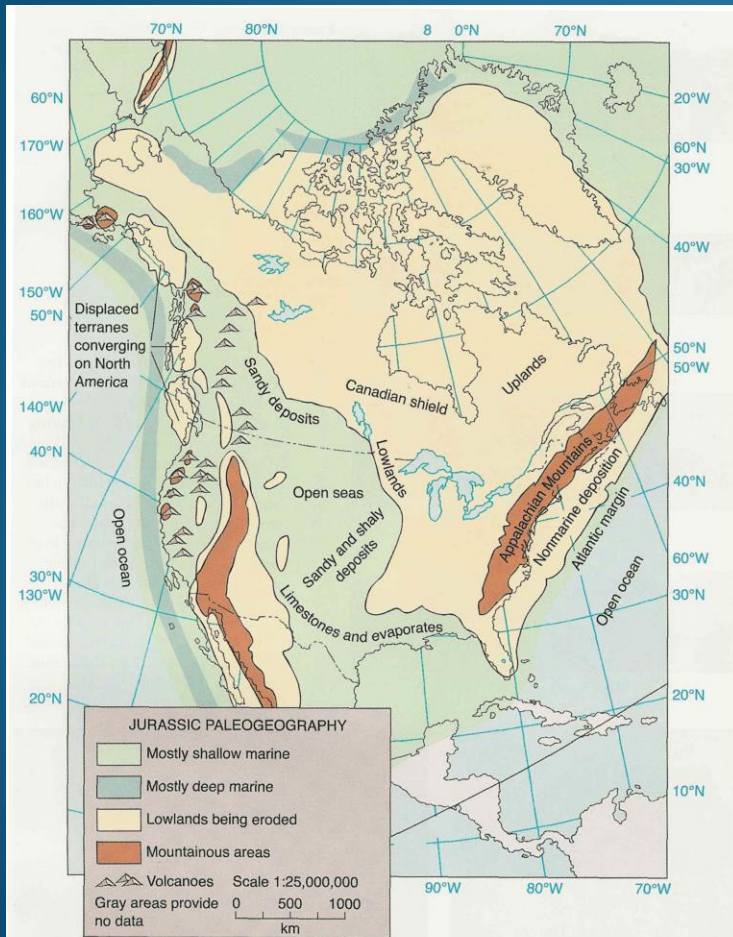 70°N
80°N
8
0°N
70°N
60°N
170°W
160°W
150°W
50°N
140°W
40°N
30°N
130°W
20°N
20°W
60°N
30°W
40°W
50°N
50°W
40°N
60°W
30°N
20°N
10°N
90°W
80°W
70°W
Displaced
terranes
converging
on North
America
Sandy deposits
Canadian shield
Uplands
Lowlands
Open seas
Sandy and shaly
deposits
Limestones and evaporates
Appalachian Mountains
Nonmarine deposition
Atlantic margin
Open ocean
Open ocean
JURASSIC PALEOGEOGRAPHY
Mostly shallow marine
Mostly deep marine
Lowlands being eroded
Mountainous areas
Volcanoes Scale 1:25,000,000
Gray areas provide
no data
0 500 1000
km